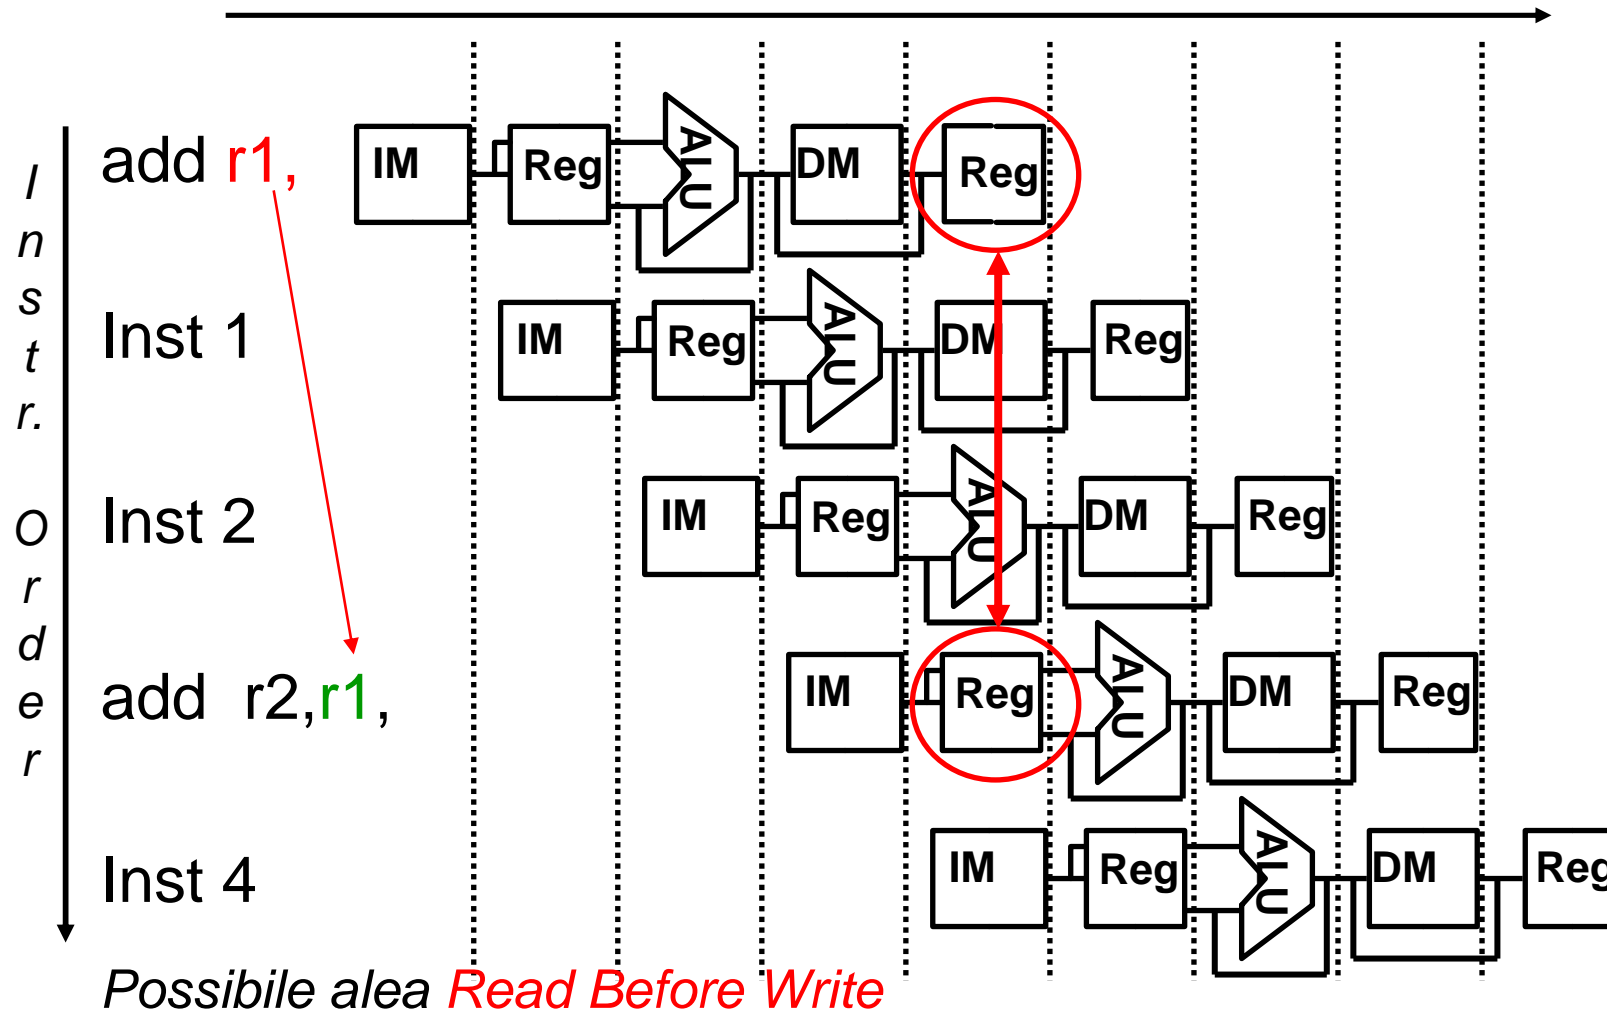 Instr. Order
add r1, IM Reg ALU DM Reg
Inst 1 IM Reg ALU DM Reg
Inst 2 IM Reg ALU DM Reg
add r2,r1, IM Reg ALU DM Reg
Inst 4 IM Reg ALU DM Reg
Possibile alea Read Before Write